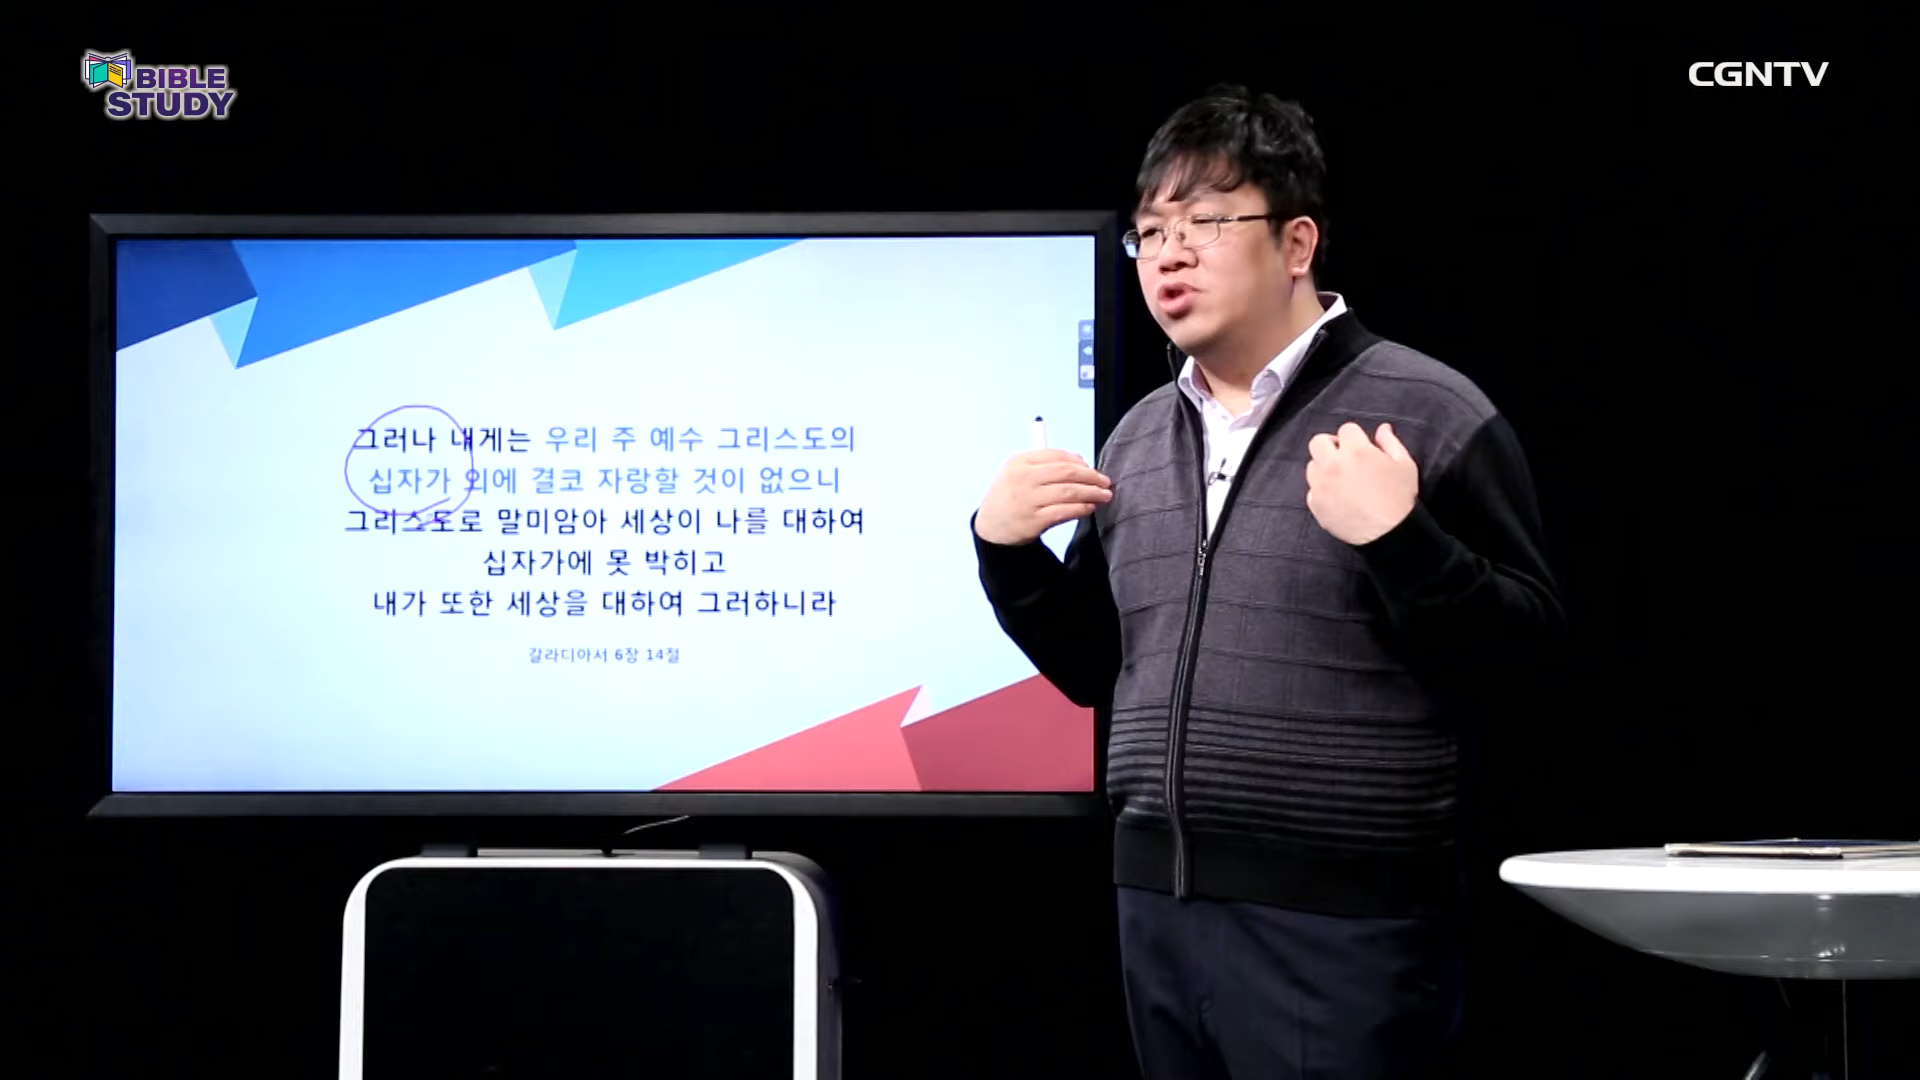 BIBLE
STUDY
CGNTV
그러나 내게는 우리 주 예수 그리스도의
십자가 외에 결코 자랑할 것이 없으니
그리스도로 말미암아 세상이 나를 대하여
십자가에 못 박히고
내가 또한 세상을 대하여 그러하니라
갈라디아서 6장 14절